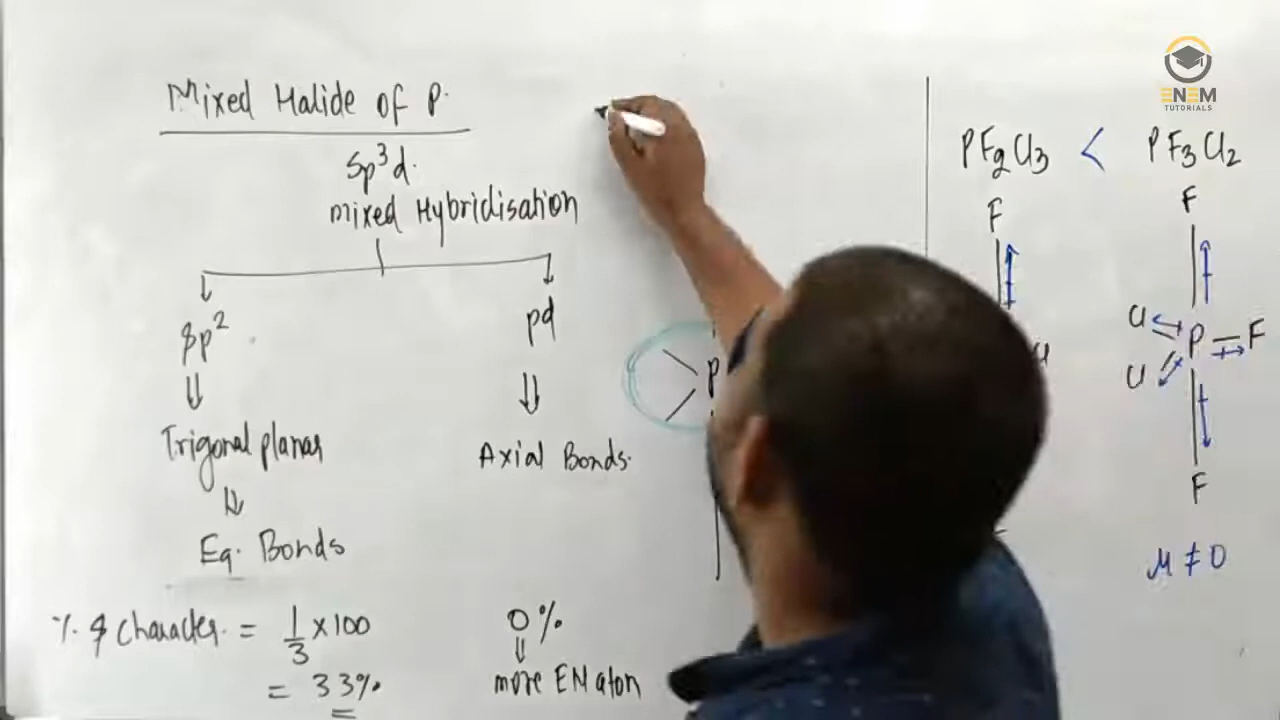 ENEM
TUTORIALS
Mixed Halide of P.
Sp³d.
Mixed Hybridisation
Sp²
pd
Trigonal planar
Axial Bonds.
Eq. Bonds
% S Character. = 1/3 x 100
= 33%
0%
more EN atom
P
PF2Cl3 < PF3Cl2
F
F
Cl
Cl
P
F
Cl
F
μ ≠ 0